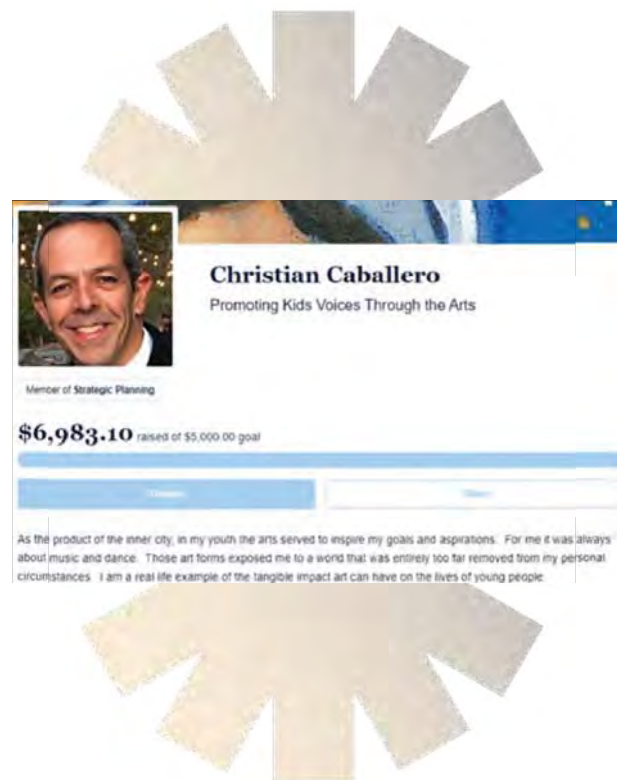 Christian Caballero
Promoting Kids Voices Through the Arts
Member of Strategic Planning
$6,983.10 raised of $5,000.00 goal
As the product of the inner city, in my youth the arts served to inspire my goals and aspirations. For me it was always
about music and dance. Those art forms exposed me to a world that was entirely too far removed from my personal
circumstances. I am a real life example of the tangible impact art can have on the lives of young people.